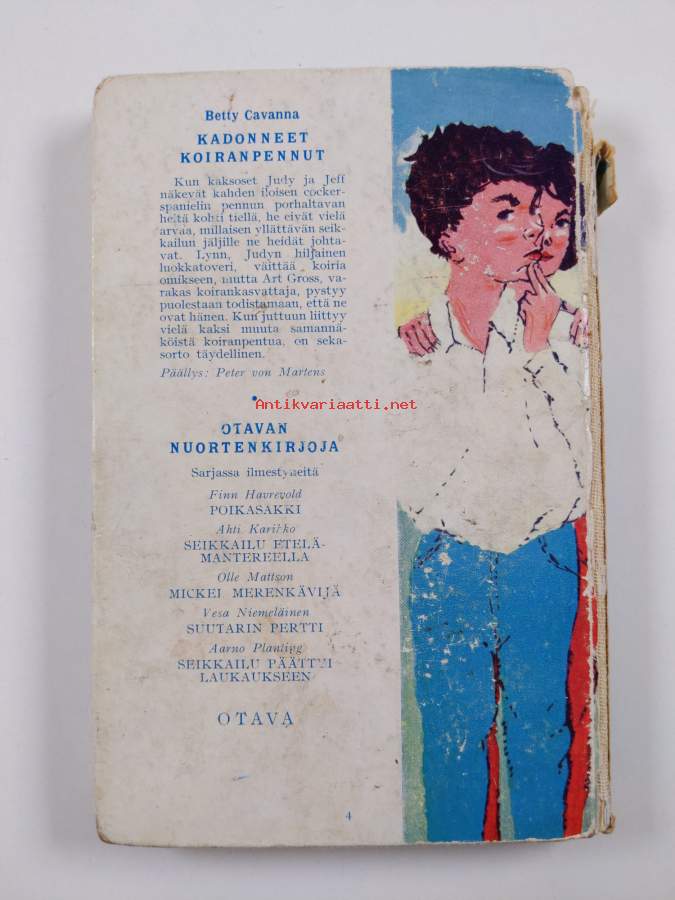 Betty Cavanna
KADONNEET
KOIRANPENNUT
Kun kaksoset Judy ja Jeff
näkevät kahden iloisen cocker-
spanielin pennun porhaltavan
heitä kohti tiellä, he eivät vielä
arvaa, millaisen yllättävän seik-
kailun jäljille ne heidät johta-
vat. Lynn, Judyn hiljainen
luokkatoveri, väittää koiria
omikseen, mutta Art Gross, va-
rakas koirankasvattaja, pystyy
puolestaan todistamaan, että ne
ovat hänen. Kun juttuun liittyy
vielä kaksi muuta samannä-
köistä koiranpentua, on seka-
sorto täydellinen.
Päällys: Peter von Martens
Antikvariaatti.net
OTAVAN
NUORTENKIRJOJA
Sarjassa ilmestyneitä
Finn Havrevold
POIKASAKKI
Ahti Karikko
SEIKKAILU ETELÄ-
MANTEREELLA
Olle Mattson
MICKEL MERENKÄVIJÄ
Vesa Niemeläinen
SUUTARIN PERTTI
Aarno Planting
SEIKKAILU PÄÄTTYI
LAUKAUKSEEN
OTAVA
4